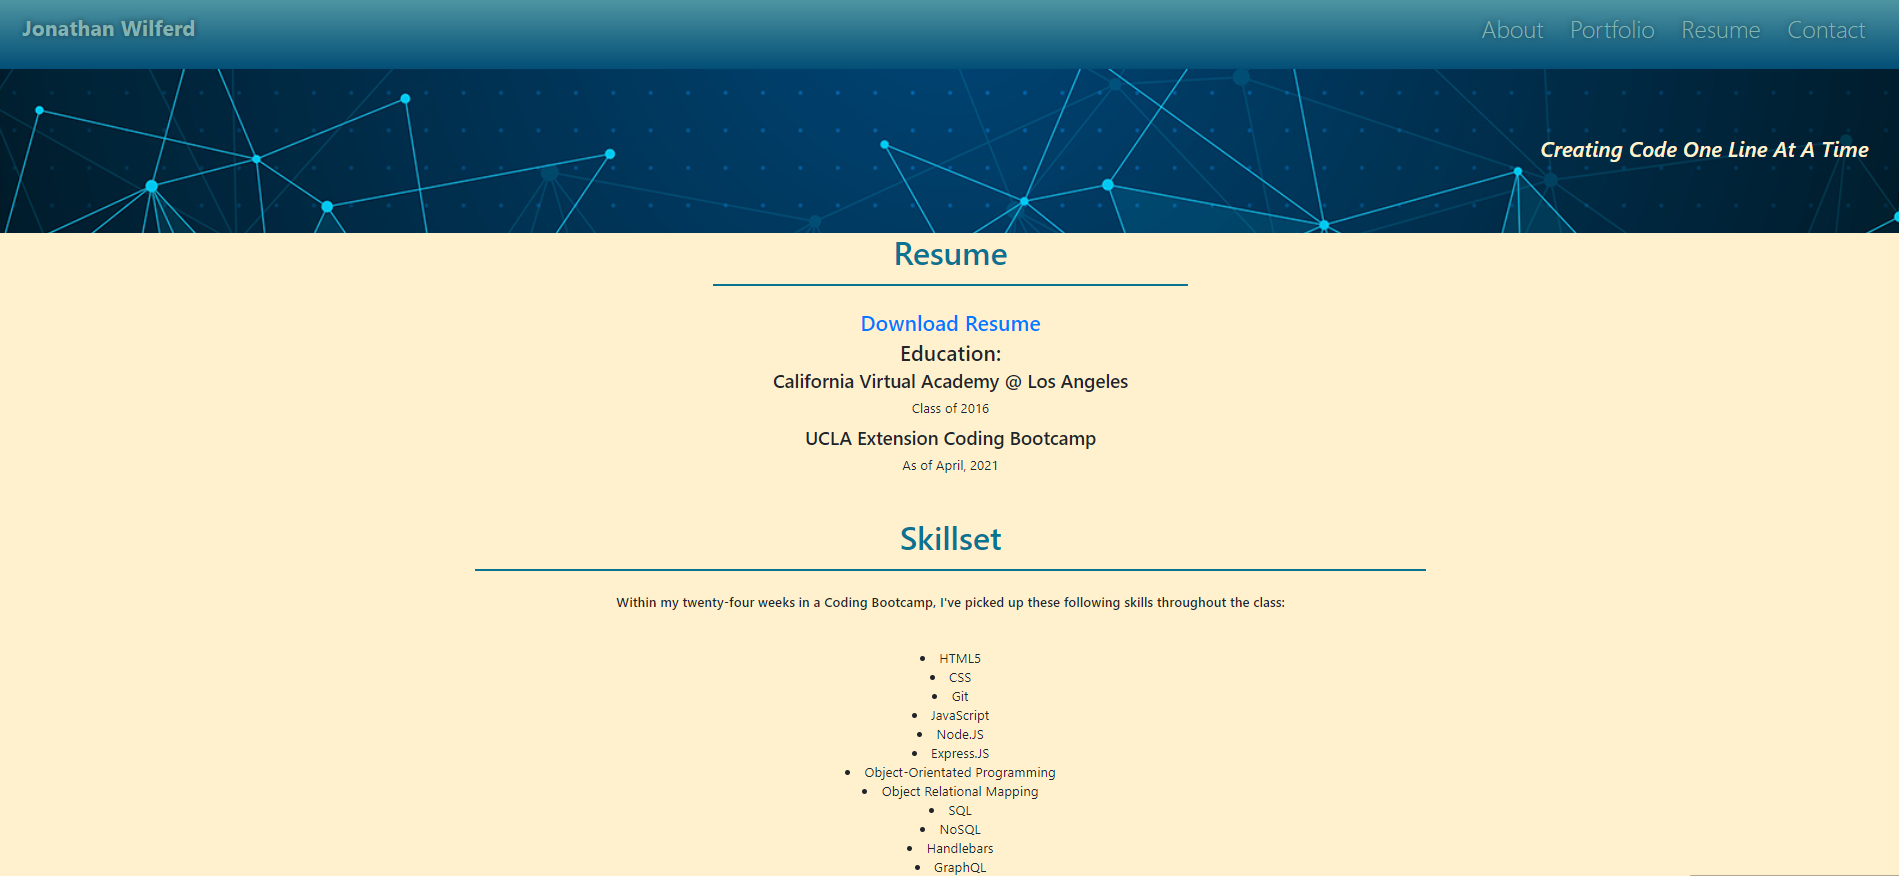 Jonathan Wilferd
About Portfolio Resume Contact
Creating Code One Line At A Time
Resume
Download Resume
Education:
California Virtual Academy @ Los Angeles
Class of 2016
UCLA Extension Coding Bootcamp
As of April, 2021
Skillset
Within my twenty-four weeks in a Coding Bootcamp, I've picked up these following skills throughout the class:
• HTML5
• CSS
• Git
• JavaScript
• Node.JS
• Express.JS
• Object-Orientated Programming
• Object Relational Mapping
• SQL
• NoSQL
• Handlebars
• GraphQL